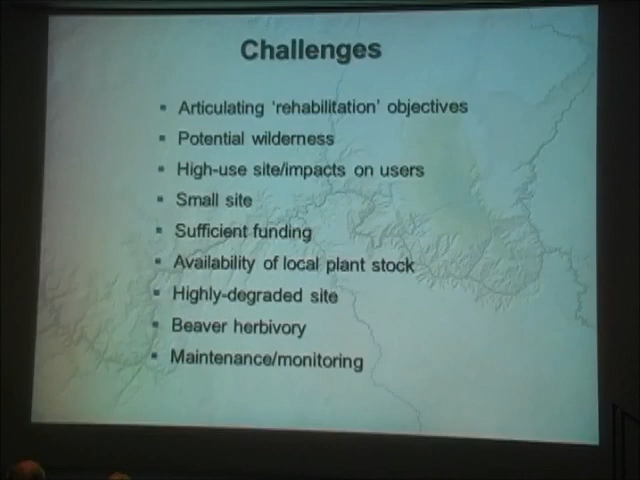 Challenges
▪ Articulating ‘rehabilitation’ objectives
▪ Potential wilderness
▪ High-use site/impacts on users
▪ Small site
▪ Sufficient funding
▪ Availability of local plant stock
▪ Highly-degraded site
▪ Beaver herbivory
▪ Maintenance/monitoring